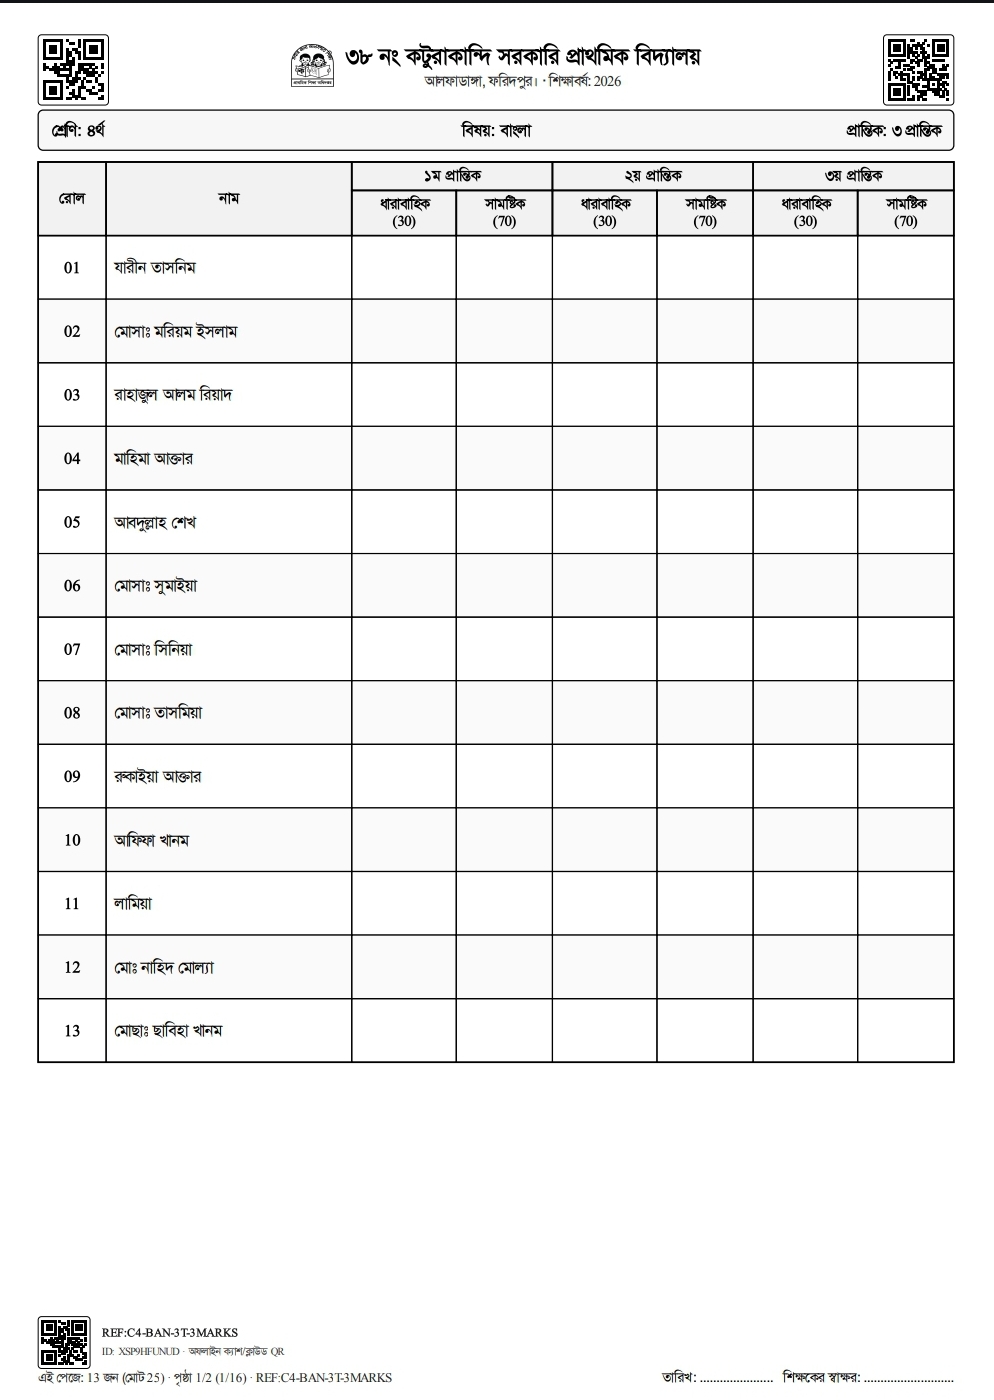 ৩৮ নং কটুরাকান্দি সরকারি প্রাথমিক বিদ্যালয়
আলফাডাঙ্গা, ফরিদপুর। · শিক্ষাবর্ষ: 2026
শ্রেণি: ৪র্থ বিষয়: বাংলা প্রান্তিক: ৩ প্রান্তিক
রোল নাম ১ম প্রান্তিক ২য় প্রান্তিক ৩য় প্রান্তিক
ধারাবাহিক (30) সামষ্টিক (70) ধারাবাহিক (30) সামষ্টিক (70) ধারাবাহিক (30) সামষ্টিক (70)
01 যারীন তাসনিম
02 মোসাঃ মরিয়ম ইসলাম
03 রাহাজুল আলম রিয়াদ
04 মাহিমা আক্তার
05 আবদুল্লাহ শেখ
06 মোসাঃ সুমাইয়া
07 মোসাঃ সিনিয়া
08 মোসাঃ তাসমিয়া
09 রুকাইয়া আক্তার
10 আফিফা খানম
11 লামিয়া
12 মোঃ নাহিদ মোল্যা
13 মোছাঃ ছাবিহা খানম
REF:C4-BAN-3T-3MARKS
ID: XSP9HFUNUD · অফলাইন ক্যাশ/ক্লাউড QR
এই পেজে: 13 জন (মোট 25) · পৃষ্ঠা 1/2 (1/16) · REF:C4-BAN-3T-3MARKS তারিখ: ...................... শিক্ষকের স্বাক্ষর: ...........................